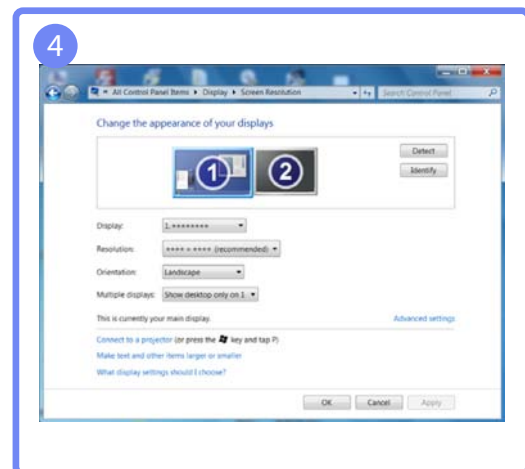 4
All Control Panel Items ▸ Display ▸ Screen Resolution
Search Control Panel
Change the appearance of your displays
1
2
Detect
Identify
Display: 1.********
Resolution: **** × **** (recommended)
Orientation: Landscape
Multiple displays: Show desktop only on 1
This is currently your main display.
Advanced settings
Connect to a projector (or press the key and tap P)
Make text and other items larger or smaller
What display settings should I choose?
OK
Cancel
Apply